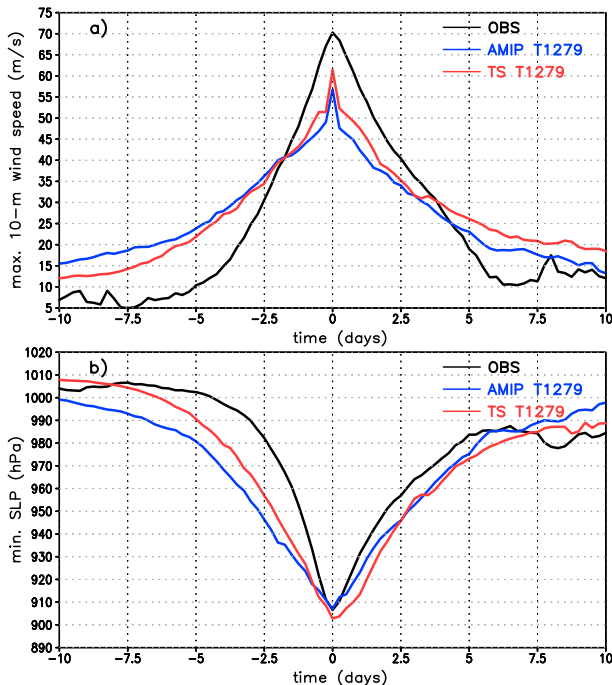 a)
OBS
AMIP T1279
TS T1279
max. 10-m wind speed (m/s)
75
70
65
60
55
50
45
40
35
30
25
20
15
10
5
-10 -7.5 -5 -2.5 0 2.5 5 7.5 10
time (days)
b)
OBS
AMIP T1279
TS T1279
min. SLP (hPa)
1020
1010
1000
990
980
970
960
950
940
930
920
910
900
890
-10 -7.5 -5 -2.5 0 2.5 5 7.5 10
time (days)